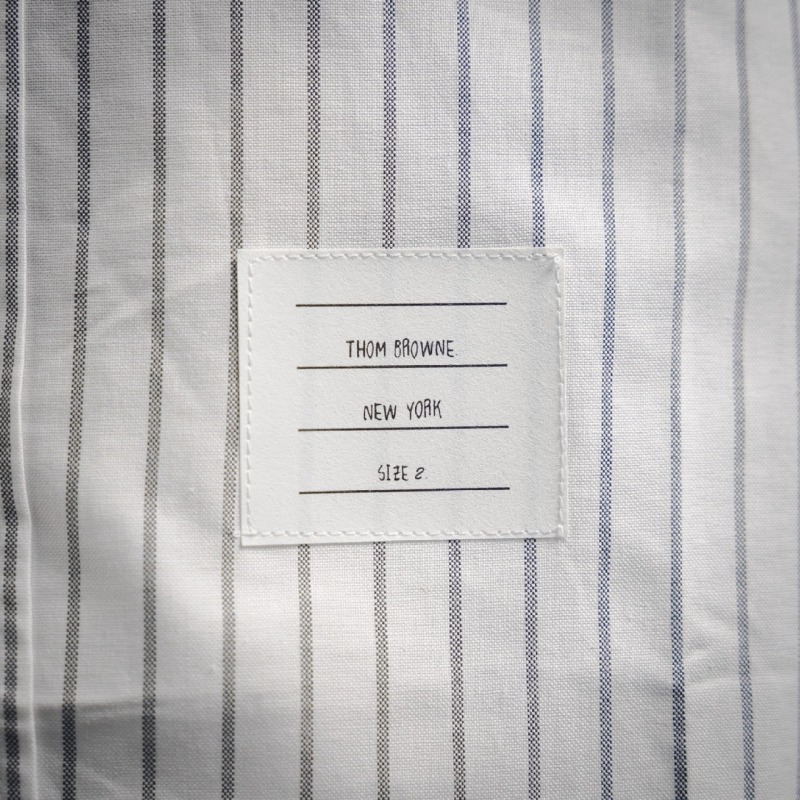 THOM BROWNE.
NEW YORK
SIZE 2.